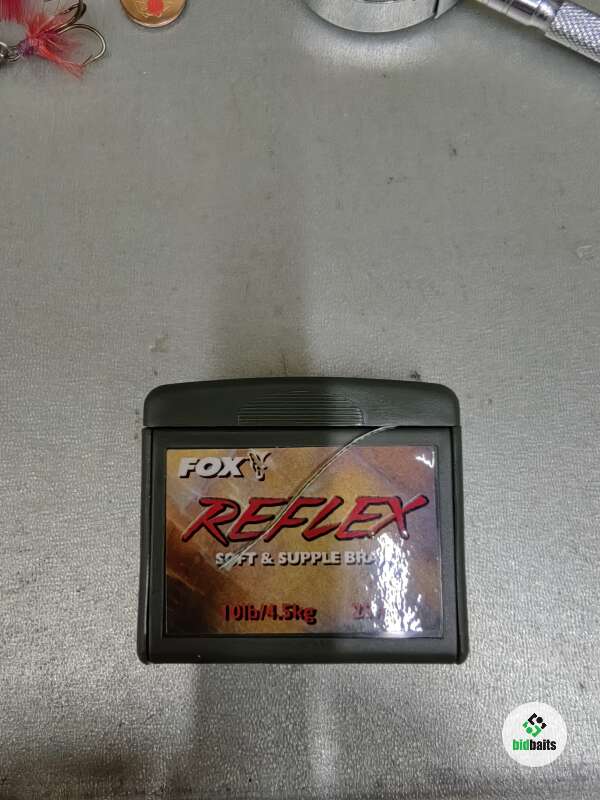 FOX
REFLEX
SOFT & SUPPLE
10lb/4.5kg
bidbaits